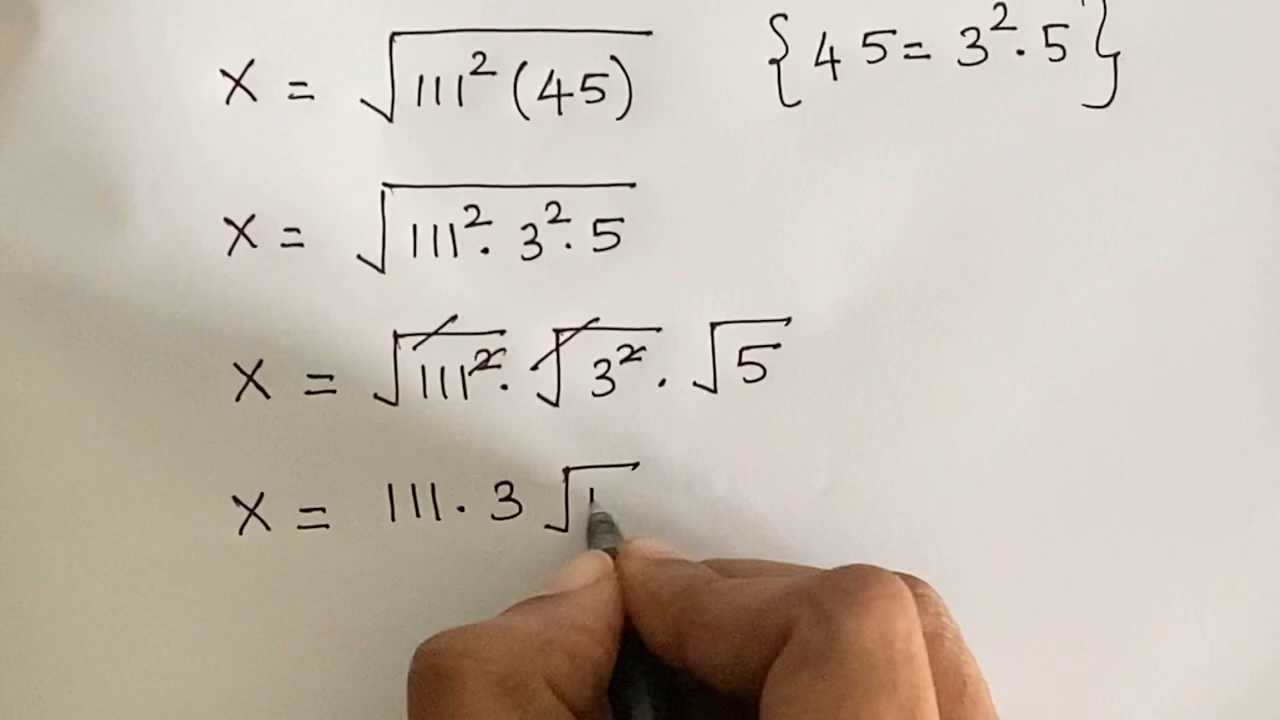 X = √111²(45) {45 = 3²·5}
X = √111²·3²·5
X = √111²·√3²·√5
X = 111·3√